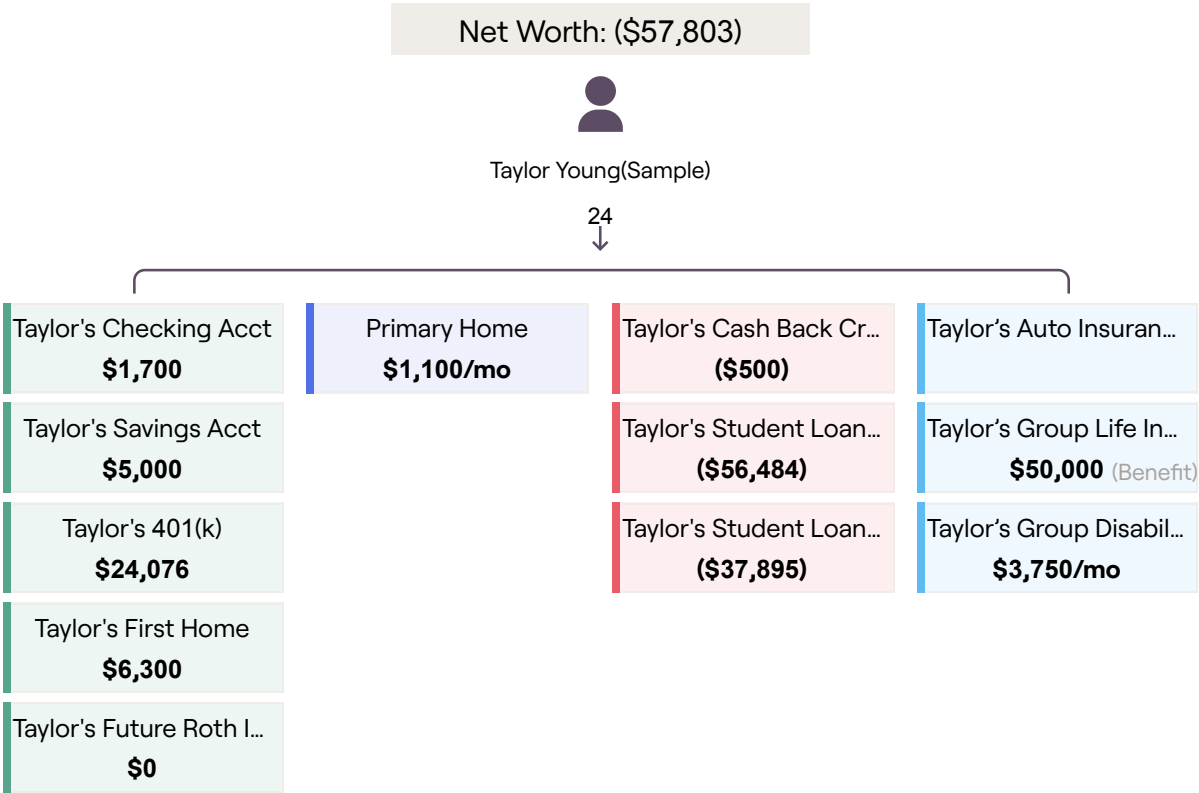 Net Worth: ($57,803)
Taylor Young(Sample)
24
Taylor's Checking Acct
$1,700
Taylor's Savings Acct
$5,000
Taylor's 401(k)
$24,076
Taylor's First Home
$6,300
Taylor's Future Roth I...
$0
Primary Home
$1,100/mo
Taylor's Cash Back Cr...
($500)
Taylor's Student Loan...
($56,484)
Taylor's Student Loan...
($37,895)
Taylor’s Auto Insuran...
Taylor’s Group Life In...
$50,000 (Benefit)
Taylor’s Group Disabil...
$3,750/mo